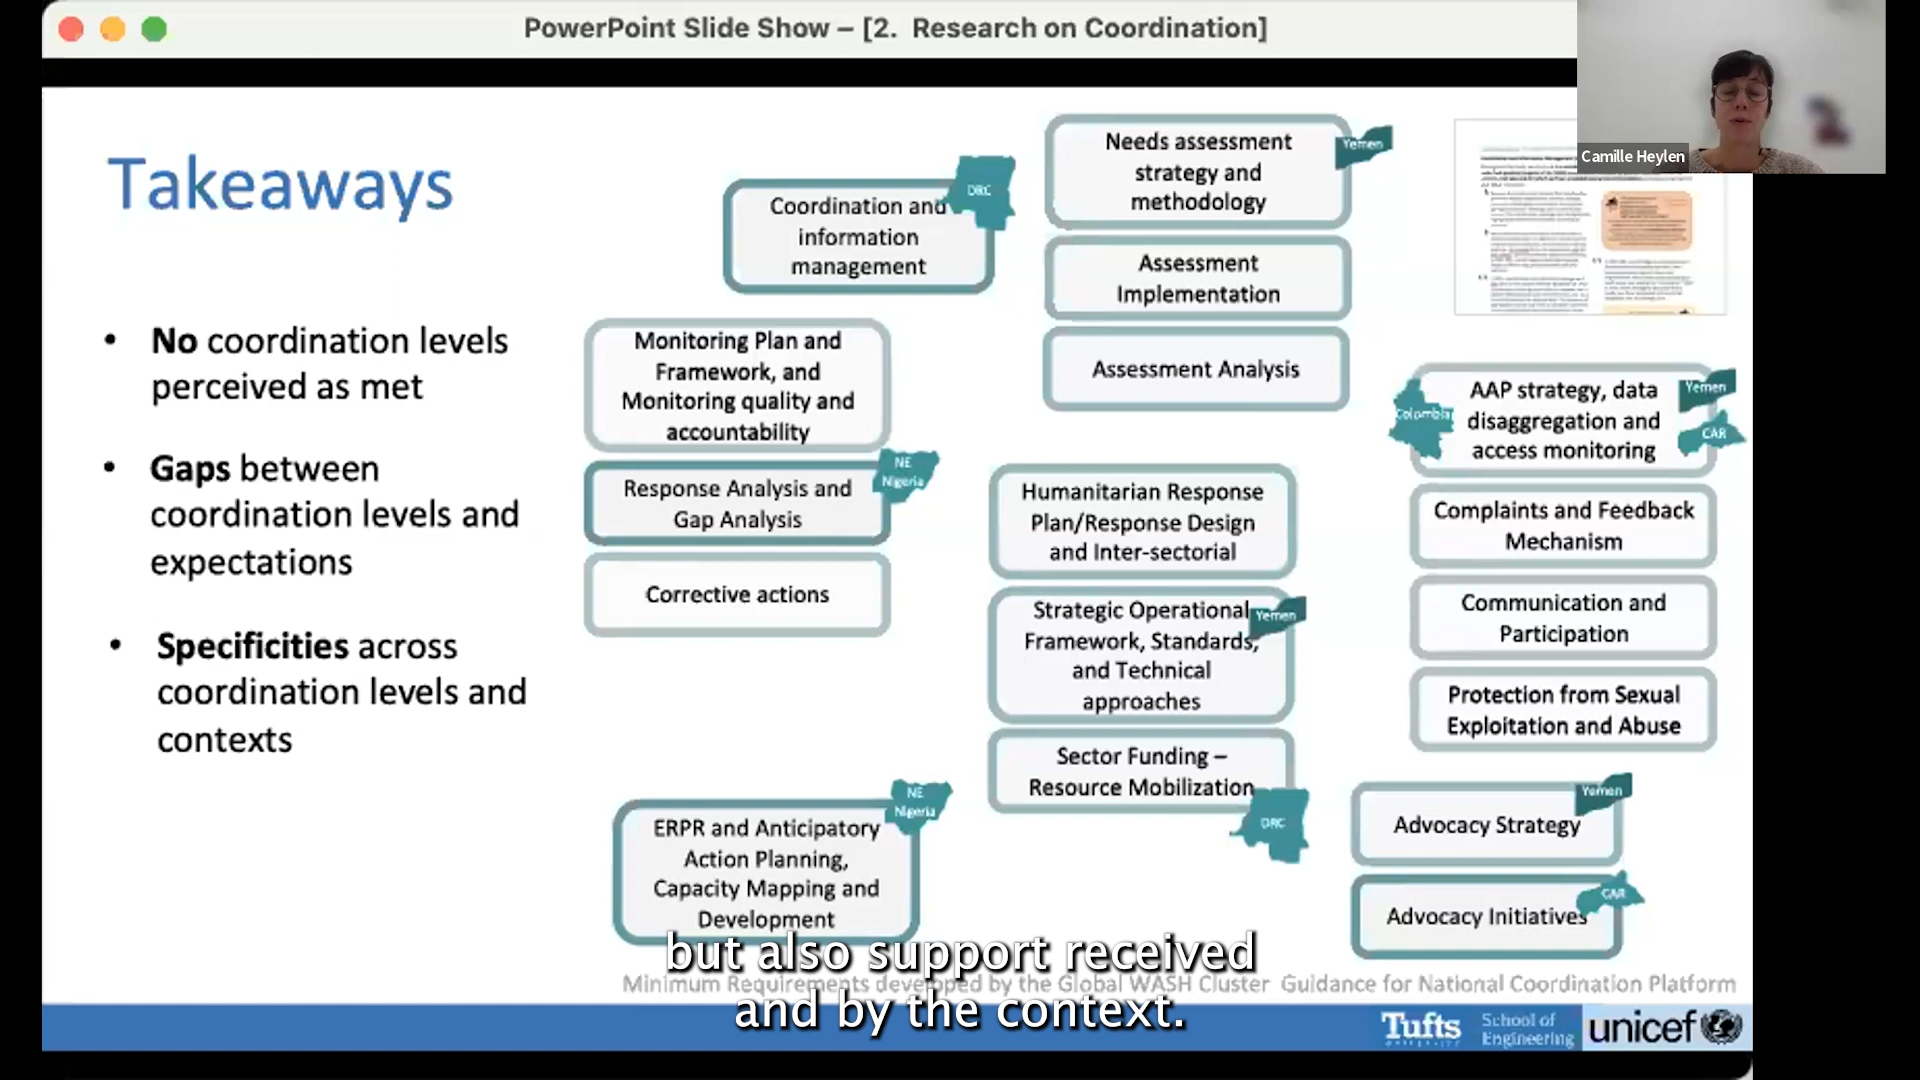 PowerPoint Slide Show – [2. Research on Coordination]
Camille Heylen
Takeaways
• No coordination levels
perceived as met
• Gaps between
coordination levels and
expectations
• Specificities across
coordination levels and
contexts
Coordination and
information
management
DRC
Needs assessment
strategy and
methodology
Yemen
Assessment
Implementation
Assessment Analysis
Monitoring Plan and
Framework, and
Monitoring quality and
accountability
Response Analysis and
Gap Analysis
NE
Nigeria
Corrective actions
Humanitarian Response
Plan/Response Design
and Inter-sectorial
Strategic Operational
Framework, Standards,
and Technical
approaches
Yemen
Sector Funding –
Resource Mobilization
DRC
AAP strategy, data
disaggregation and
access monitoring
Colombia
Yemen
CAR
Complaints and Feedback
Mechanism
Communication and
Participation
Protection from Sexual
Exploitation and Abuse
ERPR and Anticipatory
Action Planning,
Capacity Mapping and
Development
NE
Nigeria
Advocacy Strategy
Yemen
Advocacy Initiatives
CAR
but also support received
and by the context.
Minimum Requirements developed by the Global WASH Cluster Guidance for National Coordination Platform
Tufts
School of
Engineering
unicef